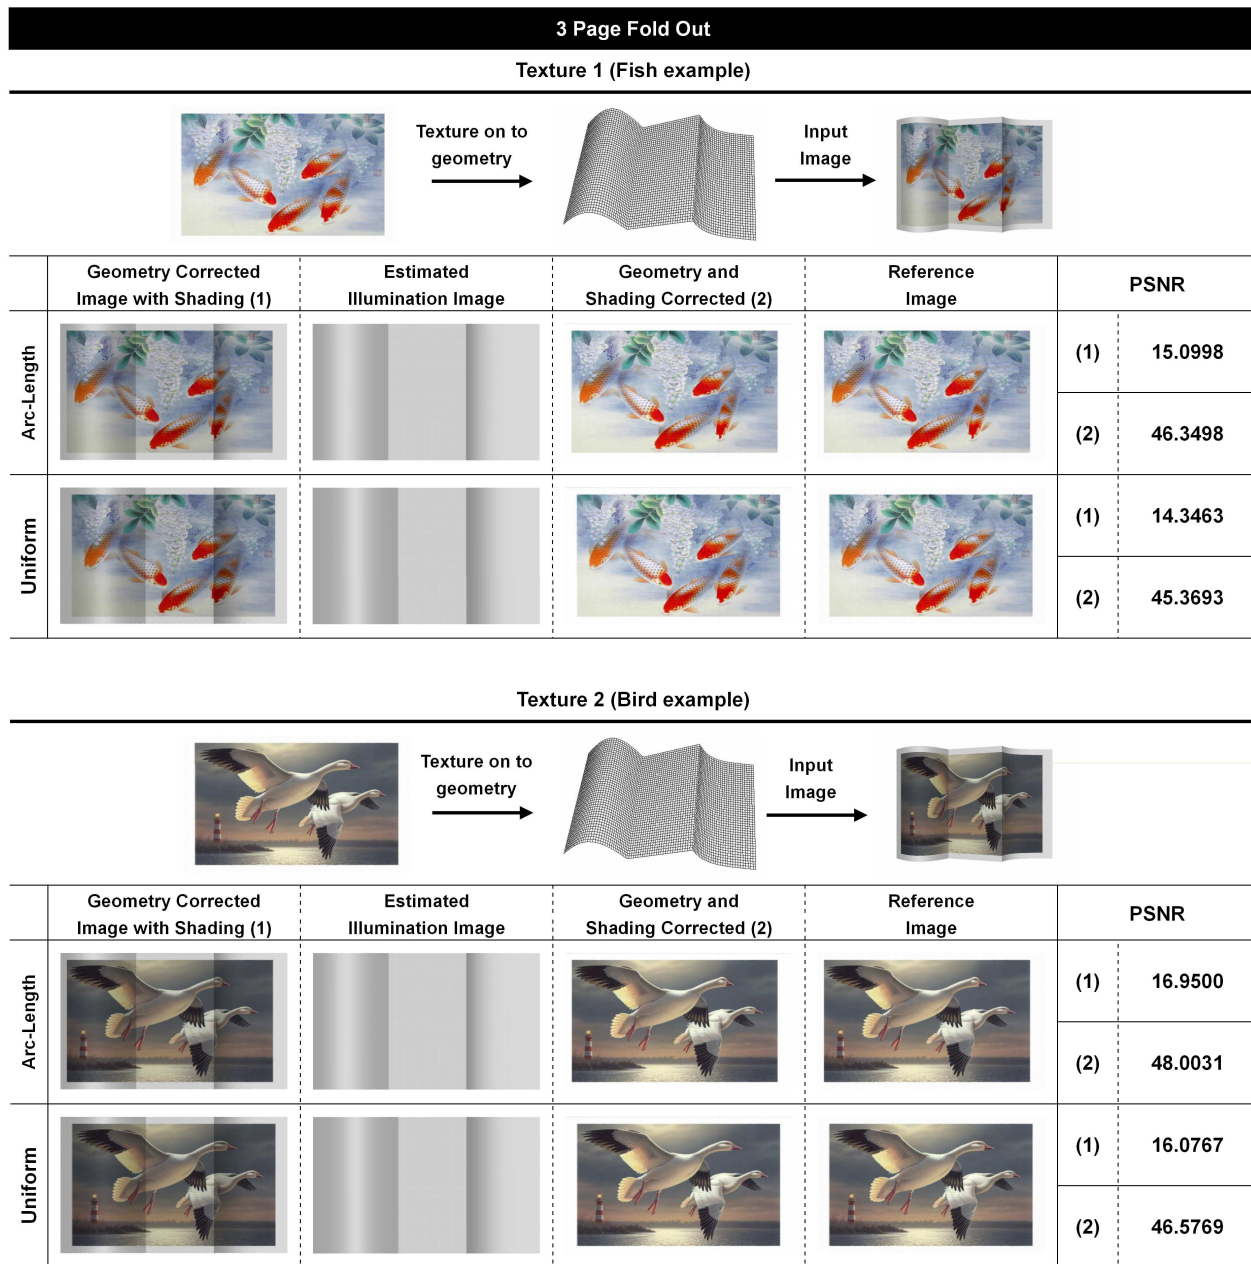 3 Page Fold Out
Texture 1 (Fish example)
Texture on to
geometry
Input
Image
Geometry Corrected
Image with Shading (1)
Estimated
Illumination Image
Geometry and
Shading Corrected (2)
Reference
Image
PSNR
Arc-Length
(1)
15.0998
(2)
46.3498
Uniform
(1)
14.3463
(2)
45.3693
Texture 2 (Bird example)
Texture on to
geometry
Input
Image
Geometry Corrected
Image with Shading (1)
Estimated
Illumination Image
Geometry and
Shading Corrected (2)
Reference
Image
PSNR
Arc-Length
(1)
16.9500
(2)
48.0031
Uniform
(1)
16.0767
(2)
46.5769